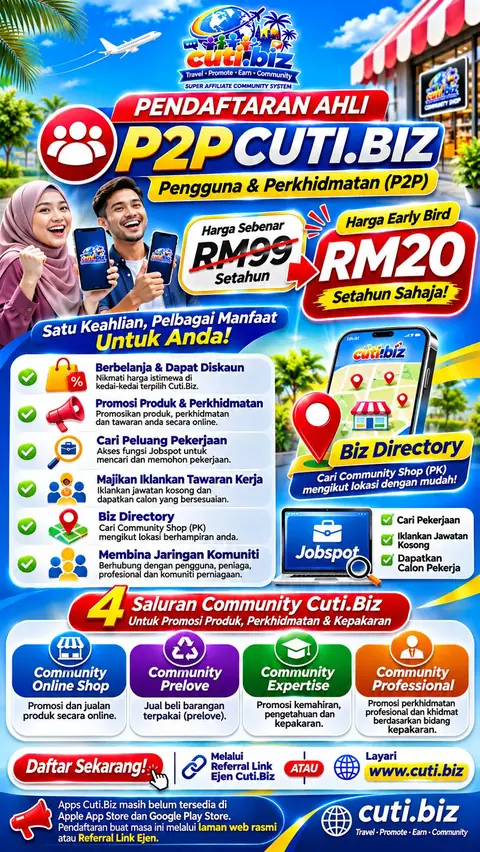 cuti.biz
Travel • Promote • Earn • Community
SUPER AFFILIATE COMMUNITY SYSTEM
cuti.biz
COMMUNITY SHOP
PENDAFTARAN AHLI
P2P CUTI.BIZ
Pengguna & Perkhidmatan (P2P)
Harga Sebenar
RM99
Setahun
Harga Early Bird
RM20
Setahun Sahaja!
cuti.biz
cuti.biz
Satu Keahlian, Pelbagai Manfaat
Untuk Anda!
Berbelanja & Dapat Diskaun
Nikmati harga istimewa di
kedai-kedai terpilih Cuti.Biz.
Promosi Produk & Perkhidmatan
Promosikan produk, perkhidmatan
dan tawaran anda secara online.
Cari Peluang Pekerjaan
Akses fungsi Jobspot untuk
mencari dan memohon pekerjaan.
Majikan Iklankan Tawaran Kerja
Iklankan jawatan kosong dan
dapatkan calon yang bersesuaian.
Biz Directory
Cari Community Shop (PK)
mengikut lokasi berhampiran anda.
Membina Jaringan Komuniti
Berhubung dengan pengguna, peniaga,
profesional dan komuniti perniagaan.
cuti.biz
Biz Directory
Cari Community Shop (PK)
mengikut lokasi dengan mudah!
Jobspot
Cari Pekerjaan
Iklankan Jawatan
Kosong
Dapatkan
Calon Pekerja
4 Saluran Community Cuti.Biz
Untuk Promosi Produk, Perkhidmatan & Kepakaran
Community
Online Shop
Promosi dan jualan
produk secara online.
Community
Prelove
Jual beli barangan
terpakai (prelove).
Community
Expertise
Promosi kemahiran,
pengetahuan dan
kepakaran.
Community
Professional
Promosi perkhidmatan
profesional dan khidmat
berdasarkan bidang
kepakaran.
Daftar Sekarang!
Melalui
Referral Link
Ejen Cuti.Biz
ATAU
Layari
www.cuti.biz
Apps Cuti.Biz masih belum tersedia di
Apple App Store dan Google Play Store.
Pendaftaran buat masa ini melalui laman web rasmi
atau Referral Link Ejen.
cuti.biz
Travel • Promote • Earn • Community